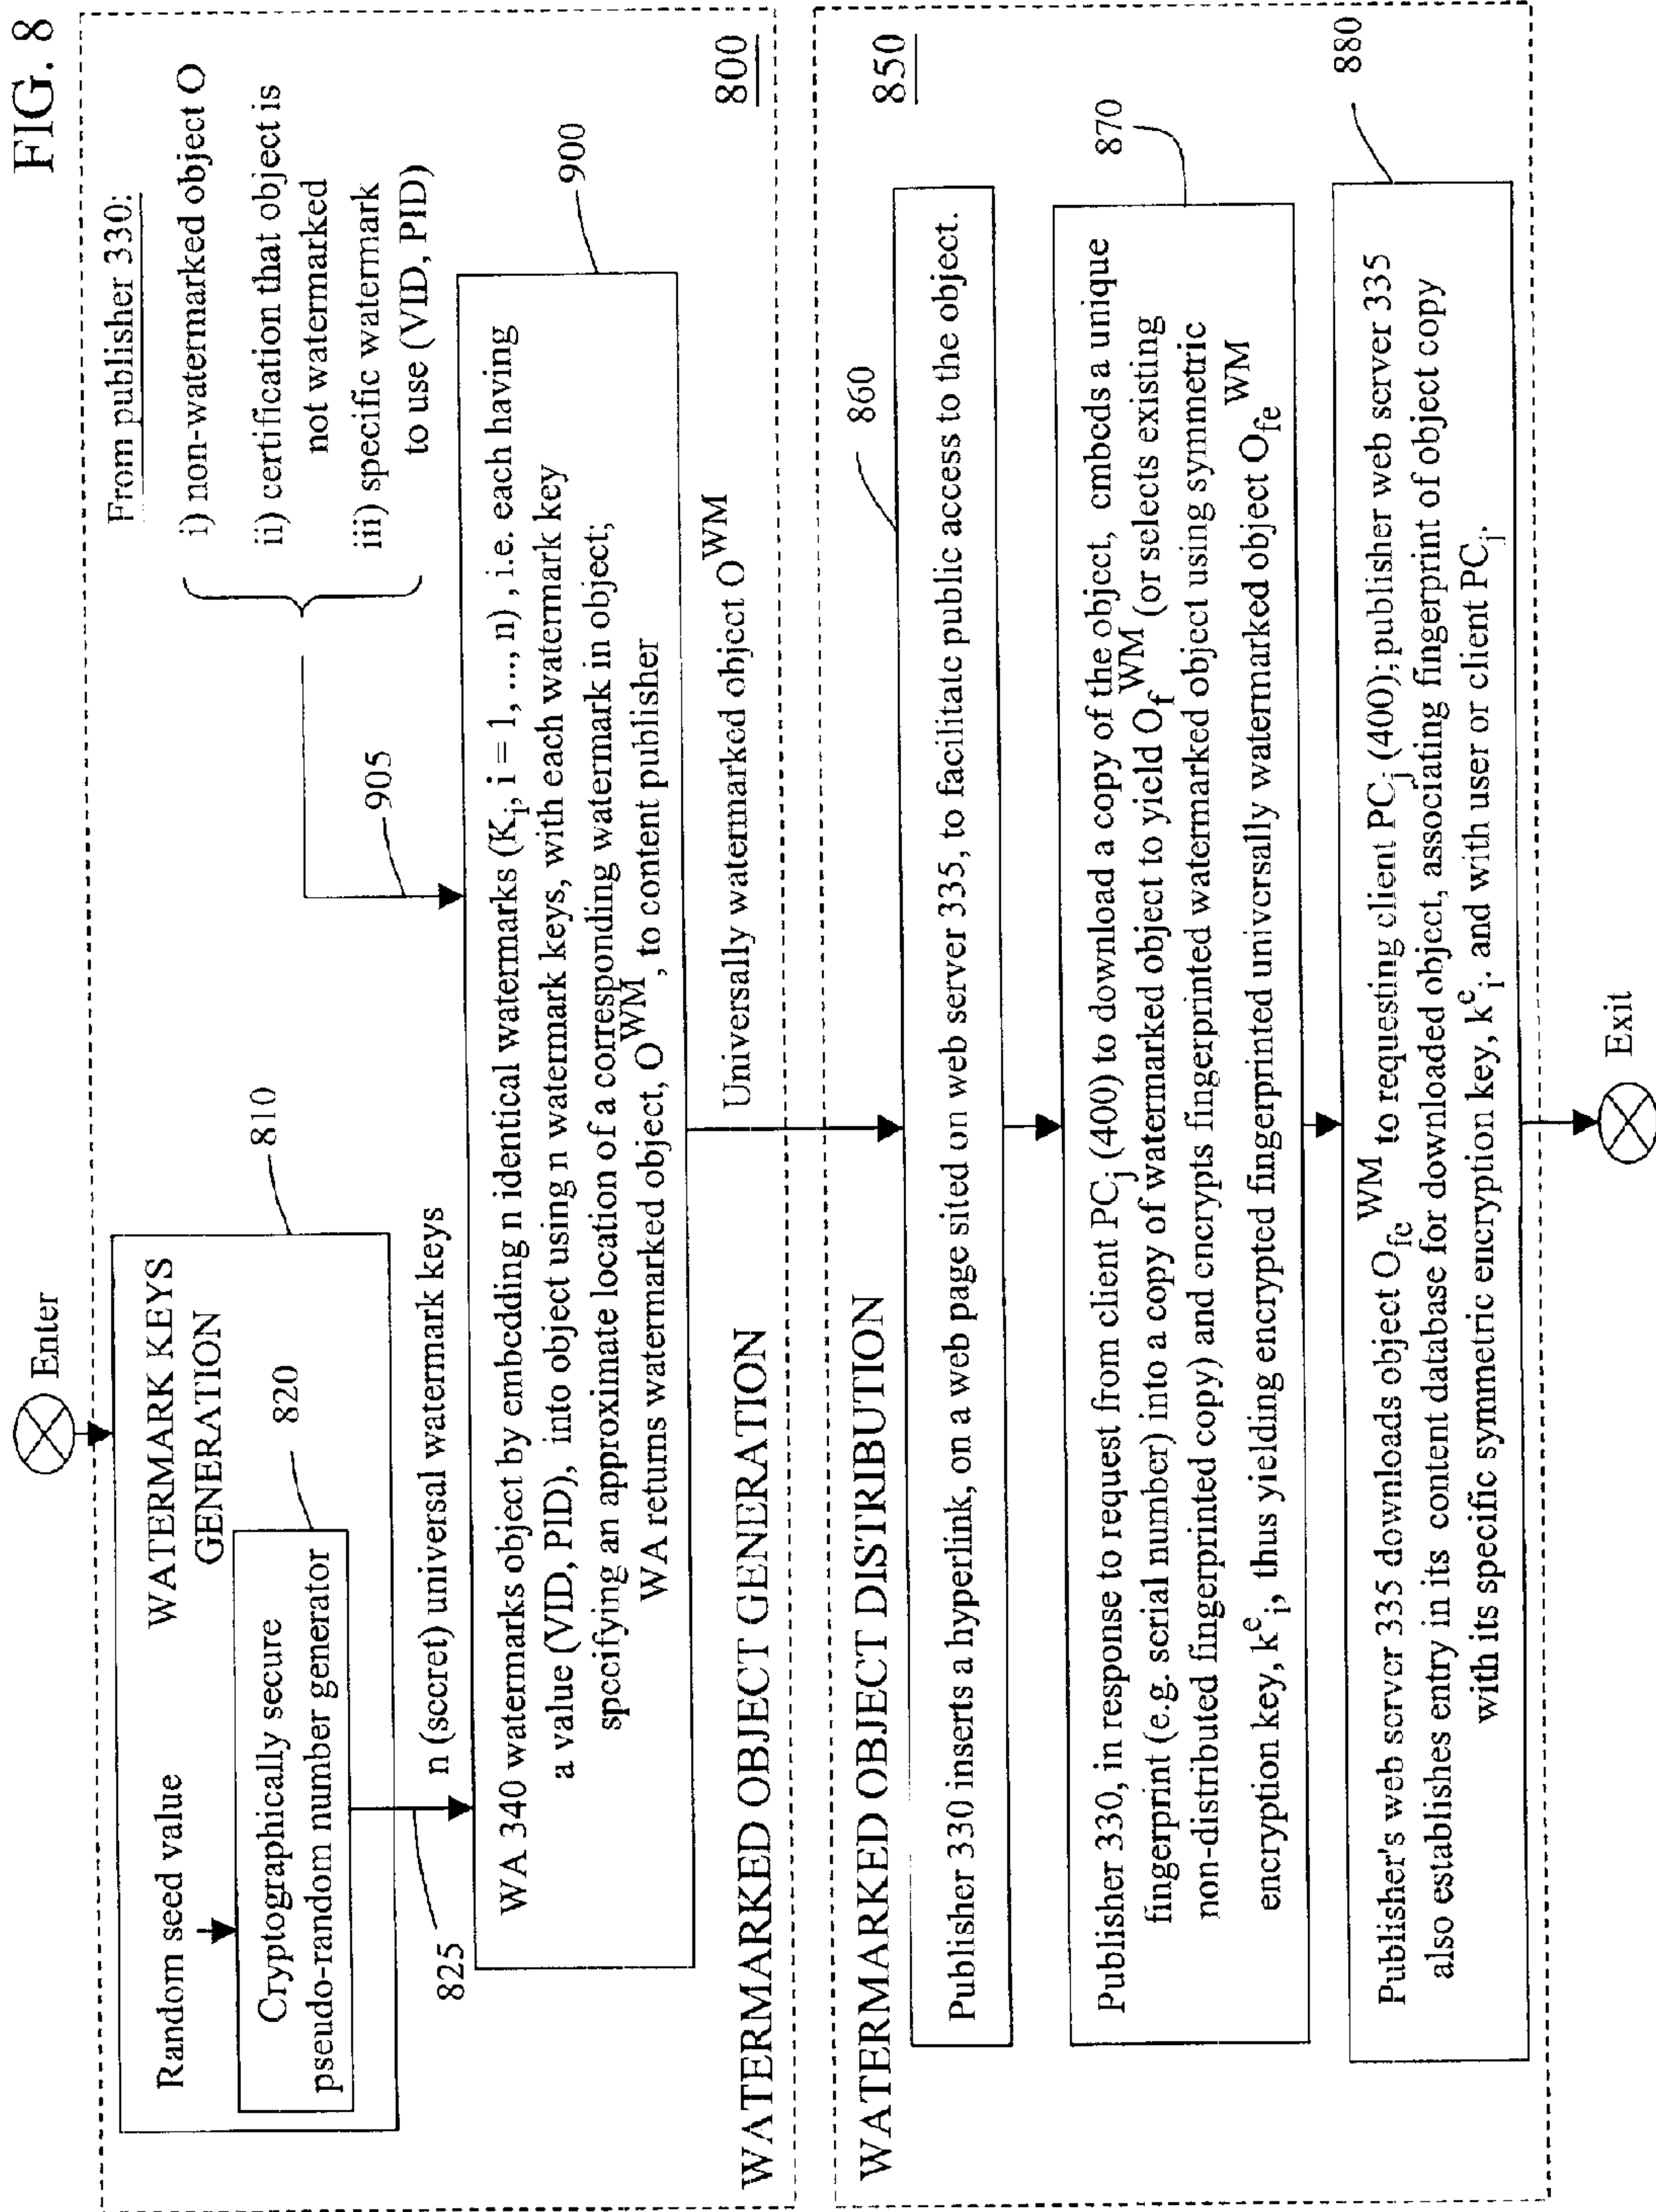 FIG. 8
Enter
WATERMARK KEYS
GENERATION
810
Random seed value
820
Cryptographically secure
pseudo-random number generator
825
n (secret) universal watermark keys
From publisher 330:
i) non-watermarked object O
ii) certification that object is
not watermarked
iii) specific watermark
to use (VID, PID)
905
900
WA 340 watermarks object by embedding n identical watermarks (Ki, i = 1, ..., n) , i.e. each having
a value (VID, PID), into object using n watermark keys, with each watermark key
specifying an approximate location of a corresponding watermark in object;
WA returns watermarked object, O^WM, to content publisher
WATERMARKED OBJECT GENERATION
800
Universally watermarked object O^WM
WATERMARKED OBJECT DISTRIBUTION
850
860
Publisher 330 inserts a hyperlink, on a web page sited on web server 335, to facilitate public access to the object.
870
Publisher 330, in response to request from client PCj (400) to download a copy of the object, embeds a unique
fingerprint (e.g. serial number) into a copy of watermarked object to yield Of^WM (or selects existing
non-distributed fingerprinted copy) and encrypts fingerprinted watermarked object using symmetric
encryption key, k^e i, thus yielding encrypted fingerprinted universally watermarked object Ofe^WM
880
Publisher's web server 335 downloads object Ofe^WM to requesting client PCj (400); publisher web server 335
also establishes entry in its content database for downloaded object, associating fingerprint of object copy
with its specific symmetric encryption key, k^e i. and with user or client PCj.
Exit